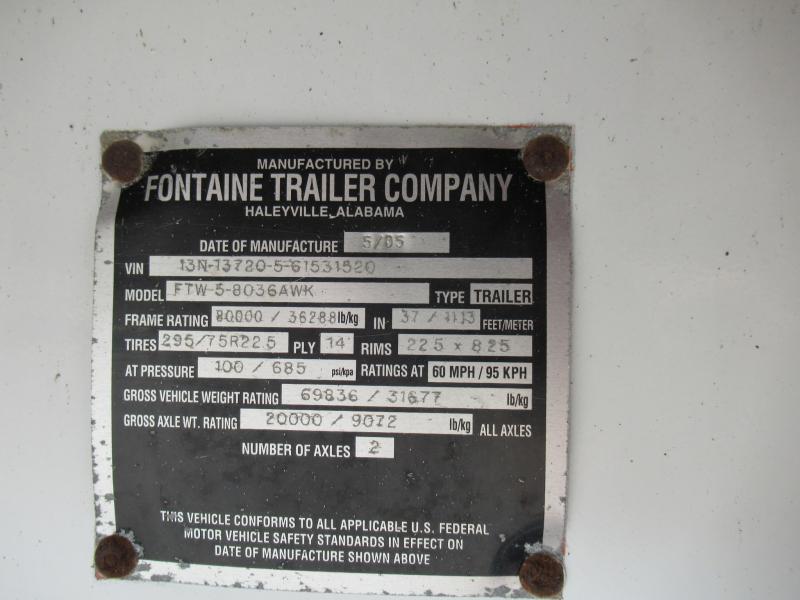 MANUFACTURED BY
FONTAINE TRAILER COMPANY
HALEYVILLE, ALABAMA
DATE OF MANUFACTURE 5/05
VIN 13N-13720-5-61531520
MODEL FTW-5-8036AWK TYPE TRAILER
FRAME RATING 80000 / 36288 lb/kg IN 37 / 11.13 FEET/METER
TIRES 295/75R22.5 PLY 14 RIMS 22.5 x 8.25
AT PRESSURE 100 / 685 psi/kpa RATINGS AT 60 MPH / 95 KPH
GROSS VEHICLE WEIGHT RATING 69836 / 31677 lb/kg
GROSS AXLE WT. RATING 20000 / 9072 lb/kg ALL AXLES
NUMBER OF AXLES 2
THIS VEHICLE CONFORMS TO ALL APPLICABLE U.S. FEDERAL
MOTOR VEHICLE SAFETY STANDARDS IN EFFECT ON
DATE OF MANUFACTURE SHOWN ABOVE